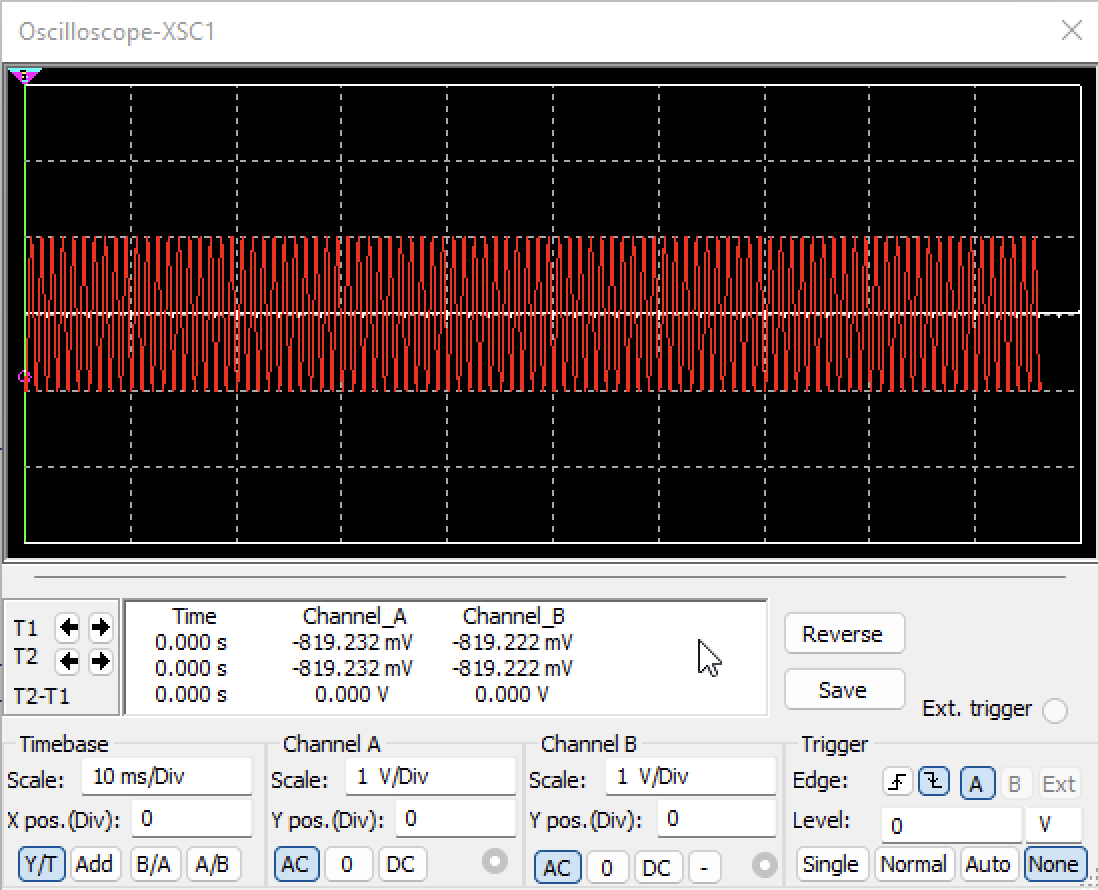 Oscilloscope-XSC1
Time Channel_A Channel_B
T1 0.000 s -819.232 mV -819.222 mV
T2 0.000 s -819.232 mV -819.222 mV
T2-T1 0.000 s 0.000 V 0.000 V
Reverse
Save
Ext. trigger
Timebase Channel A Channel B Trigger
Scale: 10 ms/Div Scale: 1 V/Div Scale: 1 V/Div Edge: A B Ext
X pos.(Div): 0 Y pos.(Div): 0 Y pos.(Div): 0 Level: 0 V
Y/T Add B/A A/B AC 0 DC AC 0 DC - Single Normal Auto None